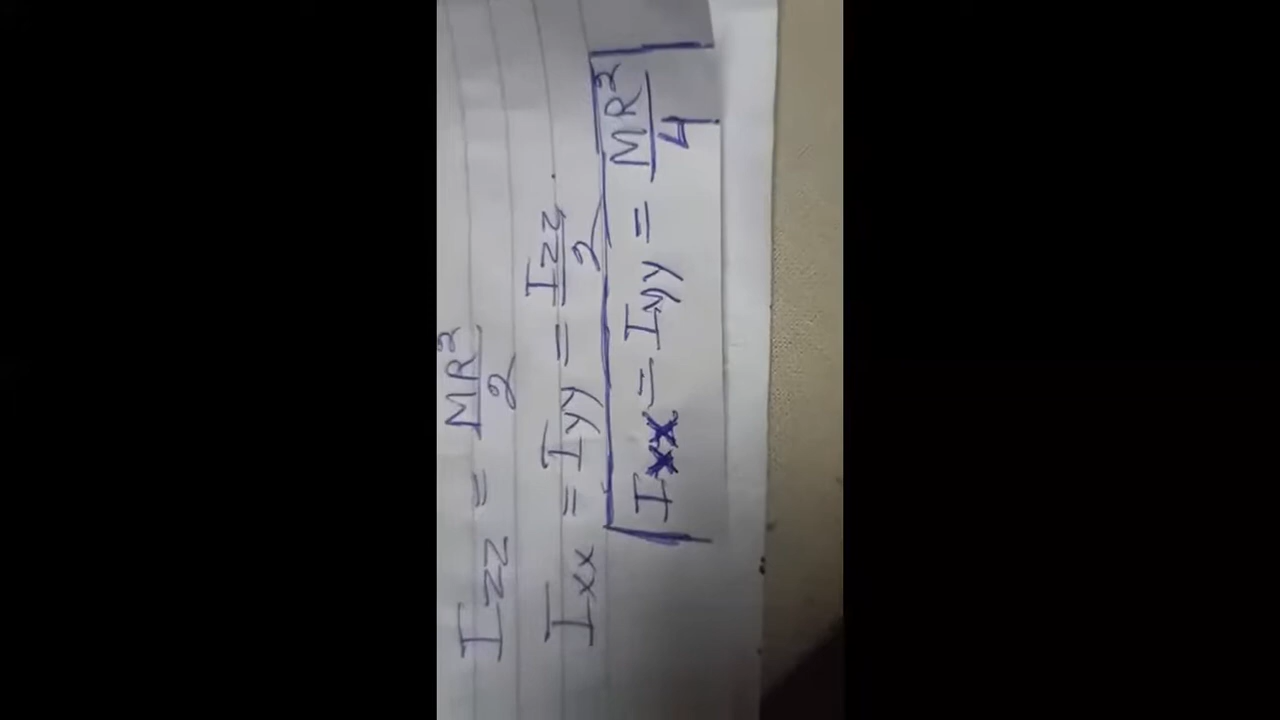 Izz = MR²/2
Ixx = Iyy = Izz/2
Ixx = Iyy = MR²/4